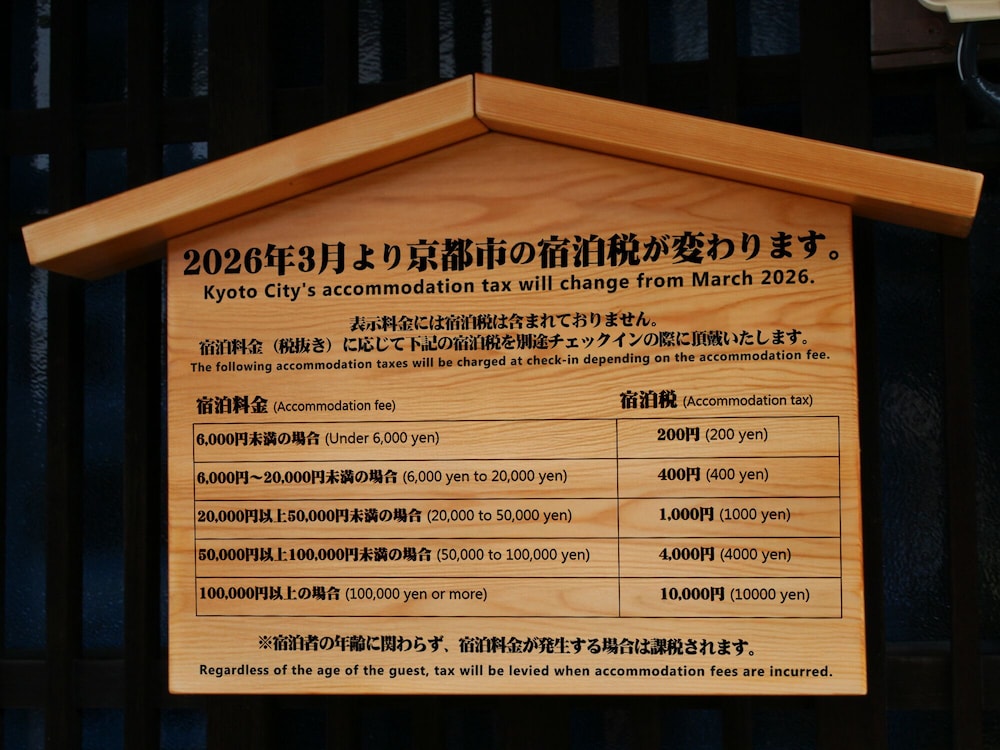 2026年3月より京都市の宿泊税が変わります。
Kyoto City's accommodation tax will change from March 2026.
表示料金には宿泊税は含まれておりません。
宿泊料金（税抜き）に応じて下記の宿泊税を別途チェックインの際に頂戴いたします。
The following accommodation taxes will be charged at check-in depending on the accommodation fee.
宿泊料金 (Accommodation fee) 宿泊税 (Accommodation tax)
6,000円未満の場合 (Under 6,000 yen) 200円 (200 yen)
6,000円～20,000円未満の場合 (6,000 yen to 20,000 yen) 400円 (400 yen)
20,000円以上50,000円未満の場合 (20,000 to 50,000 yen) 1,000円 (1000 yen)
50,000円以上100,000円未満の場合 (50,000 to 100,000 yen) 4,000円 (4000 yen)
100,000円以上の場合 (100,000 yen or more) 10,000円 (10000 yen)
※宿泊者の年齢に関わらず、宿泊料金が発生する場合は課税されます。
Regardless of the age of the guest, tax will be levied when accommodation fees are incurred.